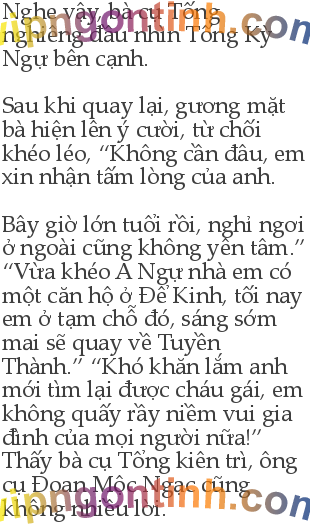 Nghe vậy, bà cụ Tống
nghiêng đầu nhìn Tống Kỳ
Ngự bên cạnh.
Sau khi quay lại, gương mặt
bà hiện lên ý cười, từ chối
khéo léo, “Không cần đâu, em
xin nhận tấm lòng của anh.
Bây giờ lớn tuổi rồi, nghỉ ngơi
ở ngoài cũng không yên tâm.”
“Vừa khéo A Ngự nhà em có
một căn hộ ở Đế Kinh, tối nay
em ở tạm chỗ đó, sáng sớm
mai sẽ quay về Tuyền
Thành.” “Khó khăn lắm anh
mới tìm lại được cháu gái, em
không quấy rầy niềm vui gia
đình của mọi người nữa!”
Thấy bà cụ Tống kiên trì, ông
cụ Đoan Mộc Ngạc cũng
không nhiều lời.
vipngontinh.com
vipngontinh.com